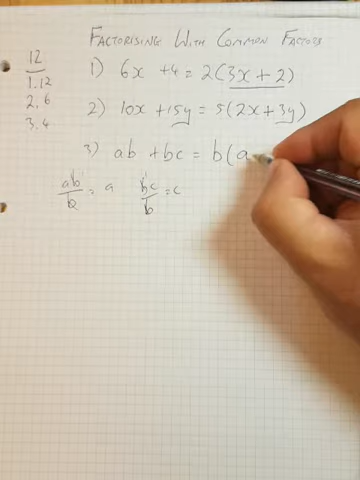 FACTORISING WITH COMMON FACTORS
12
1.12
2.6
3.4
1) 6x + 4 = 2(3x + 2)
2) 10x + 15y = 5(2x + 3y)
3) ab + bc = b(a
ab/b = a bc/b = c